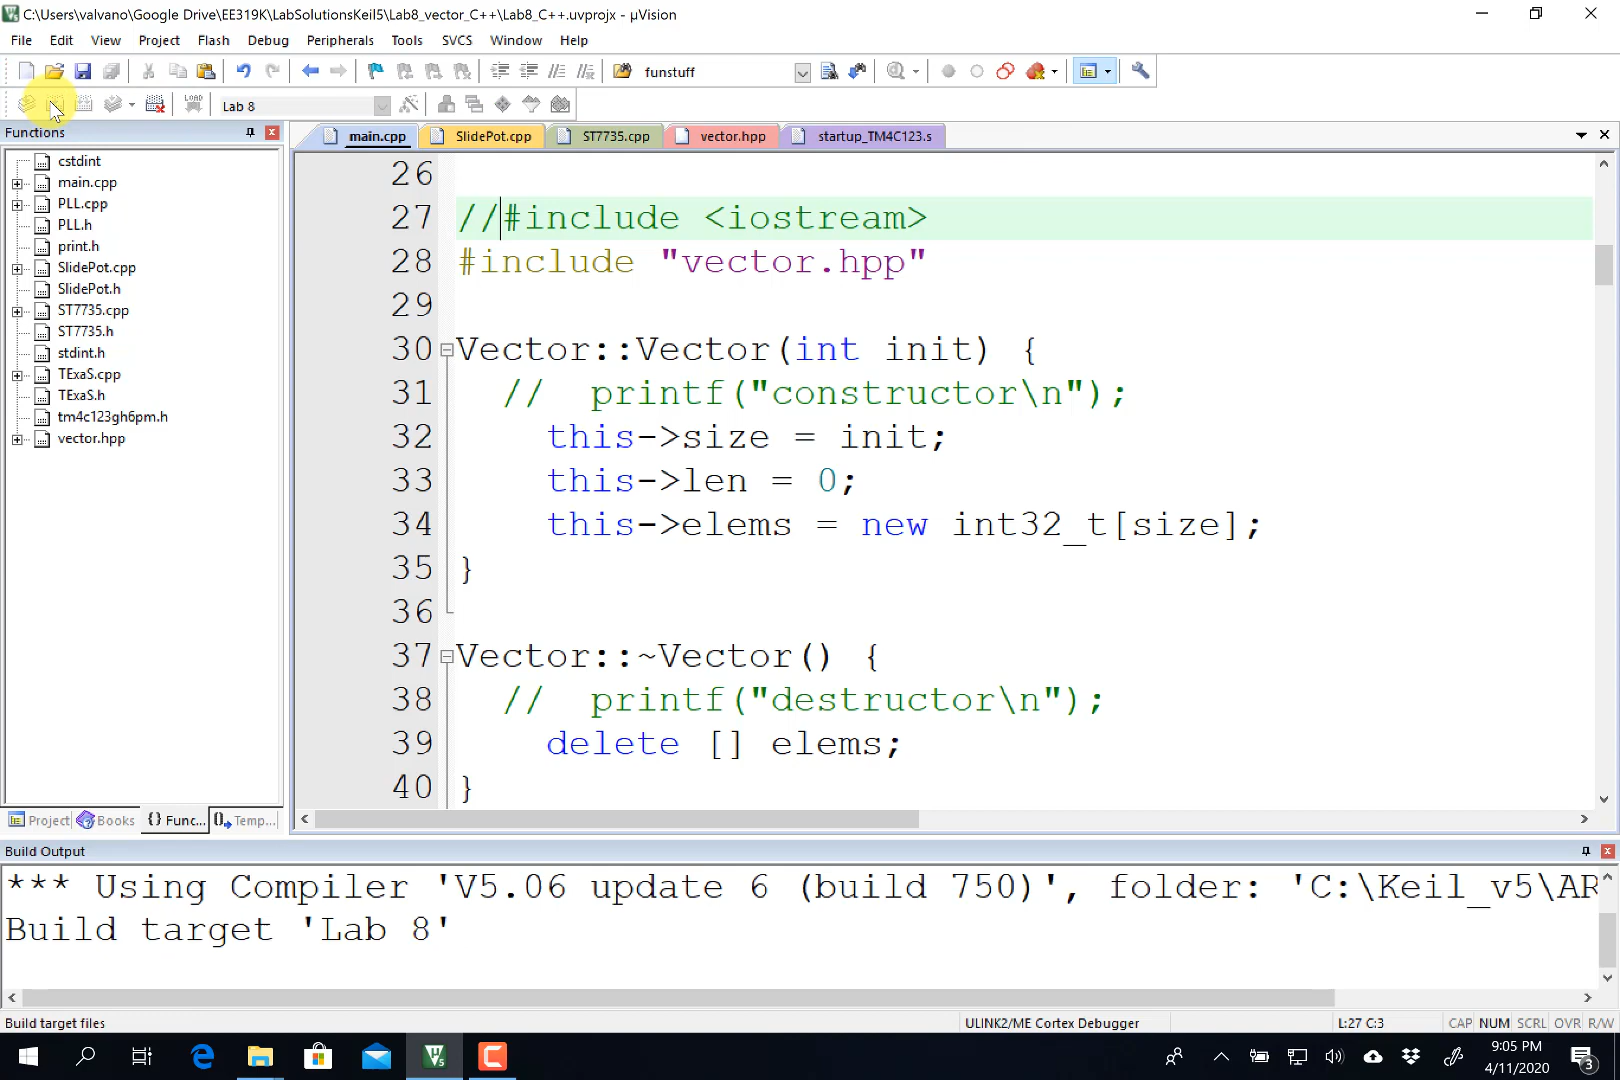 C:\Users\valvano\Google Drive\EE319K\LabSolutionsKeil5\Lab8_vector_C++\Lab8_C++.uvprojx - µVision
File Edit View Project Flash Debug Peripherals Tools SVCS Window Help
funstuff
LOAD Lab 8
Functions
main.cpp SlidePot.cpp ST7735.cpp vector.hpp startup_TM4C123.s
cstdint
main.cpp
PLL.cpp
PLL.h
print.h
SlidePot.cpp
SlidePot.h
ST7735.cpp
ST7735.h
stdint.h
TExaS.cpp
TExaS.h
tm4c123gh6pm.h
vector.hpp
26
27 //#include <iostream>
28 #include "vector.hpp"
29
30 Vector::Vector(int init) {
31 // printf("constructor\n");
32 this->size = init;
33 this->len = 0;
34 this->elems = new int32_t[size];
35 }
36
37 Vector::~Vector() {
38 // printf("destructor\n");
39 delete [] elems;
40 }
Project Books {} Func... Temp...
Build Output
*** Using Compiler 'V5.06 update 6 (build 750)', folder: 'C:\Keil_v5\AR
Build target 'Lab 8'
Build target files ULINK2/ME Cortex Debugger L:27 C:3 CAP NUM SCRL OVR R/W
9:05 PM
4/11/2020
3